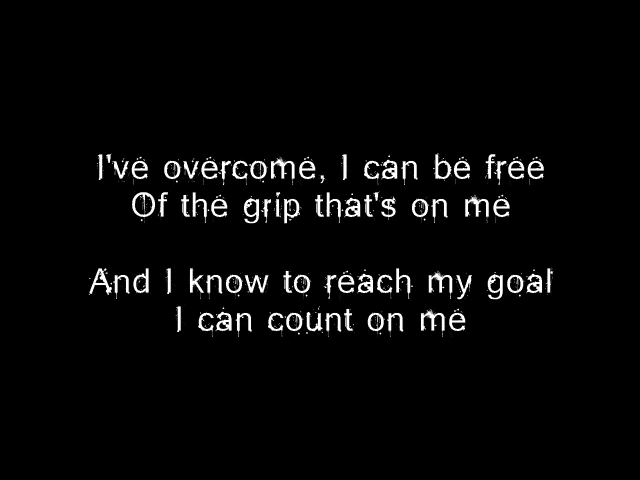 I've overcome, I can be free
Of the grip that's on me
And I know to reach my goal
I can count on me